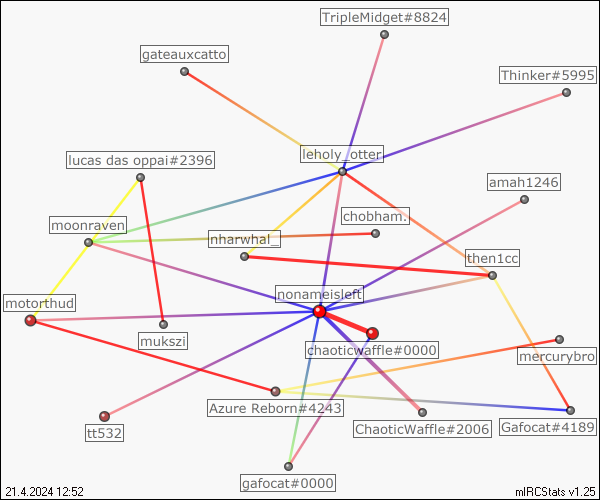 TripleMidget#8824
gateauxcatto
Thinker#5995
leholy_otter
lucas das oppai#2396
amah1246
chobham.
moonraven
nharwhal_
then1cc
nonameisleft
motorthud
mukszi
chaoticwaffle#0000
mercurybro
Azure Reborn#4243
ChaoticWaffle#2006
Gafocat#4189
tt532
gafocat#0000
21.4.2024 12:52
mIRCStats v1.25